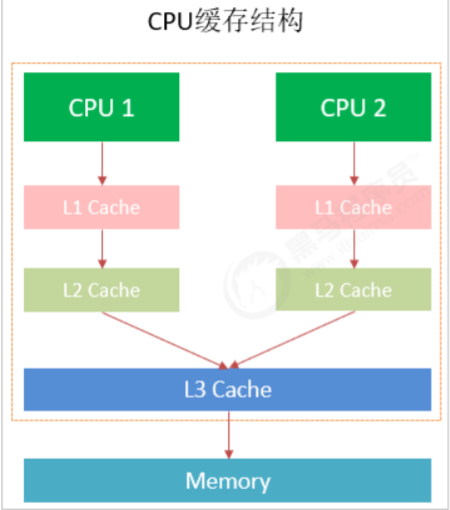 CPU缓存结构
CPU 1 CPU 2
L1 Cache L1 Cache
L2 Cache L2 Cache
L3 Cache
Memory